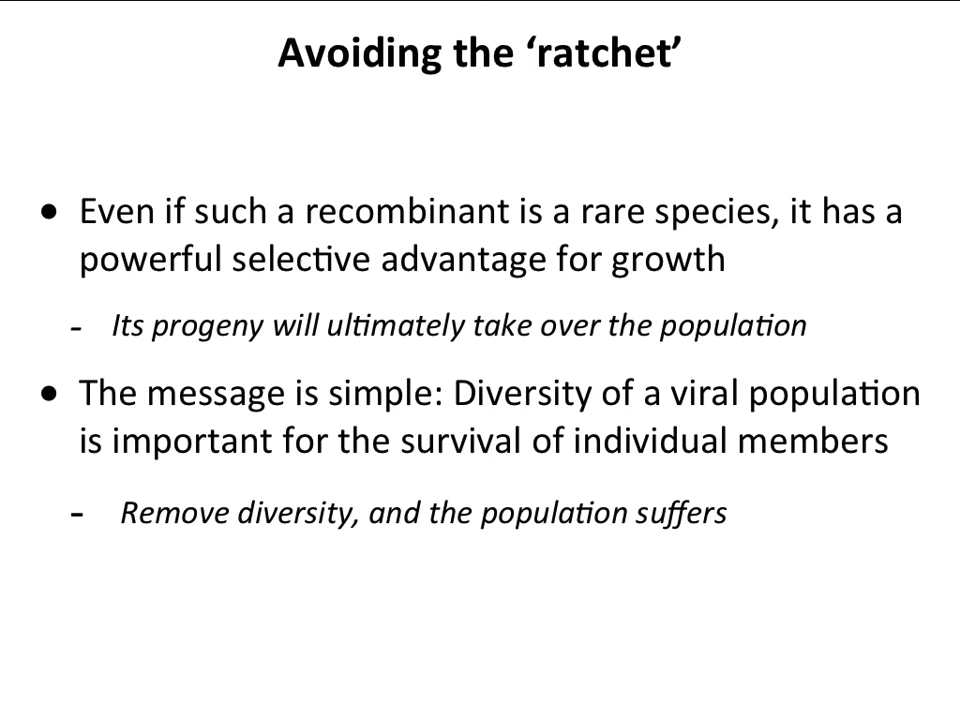 Avoiding the ‘ratchet’
• Even if such a recombinant is a rare species, it has a
powerful selective advantage for growth
- Its progeny will ultimately take over the population
• The message is simple: Diversity of a viral population
is important for the survival of individual members
- Remove diversity, and the population suffers